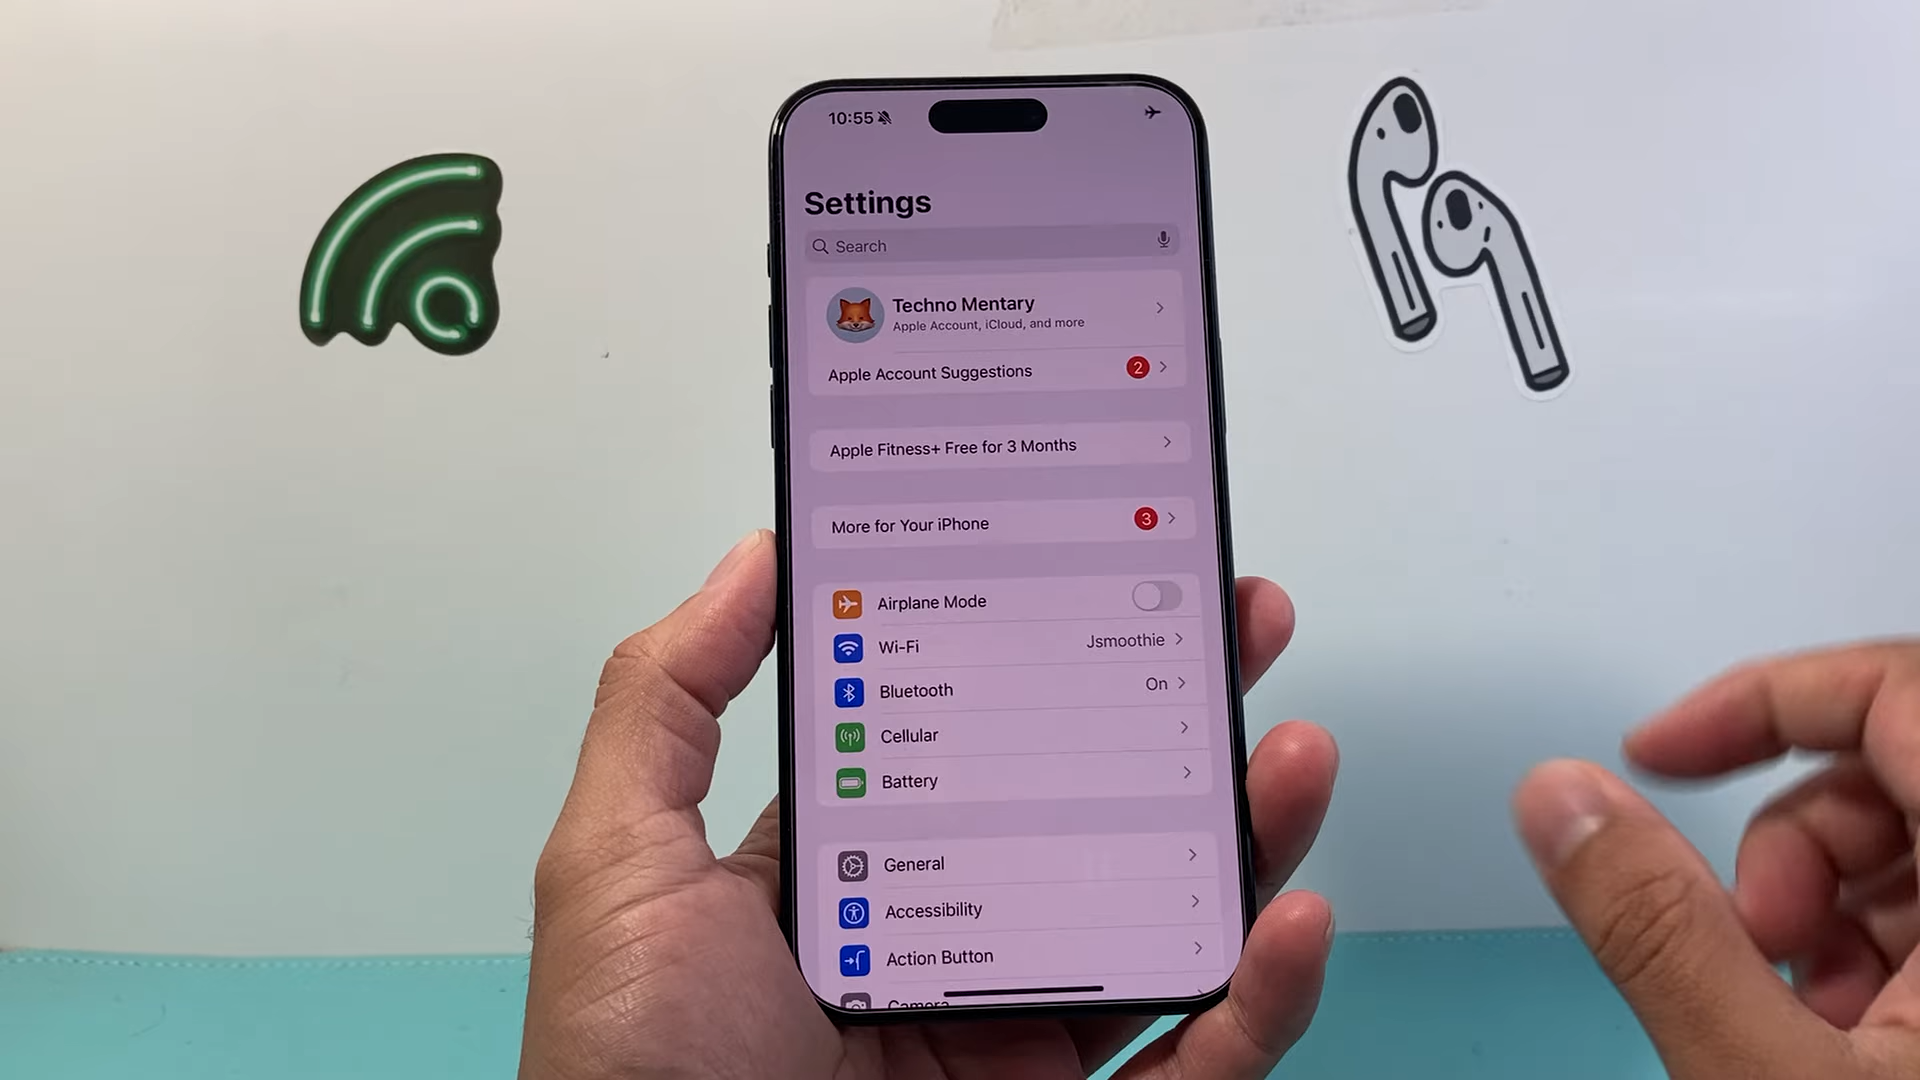 10:55
Settings
Search
Techno Mentary
Apple Account, iCloud, and more
Apple Account Suggestions 2
Apple Fitness+ Free for 3 Months
More for Your iPhone 3
Airplane Mode
Wi-Fi Jsmoothie
Bluetooth On
Cellular
Battery
General
Accessibility
Action Button
Camera